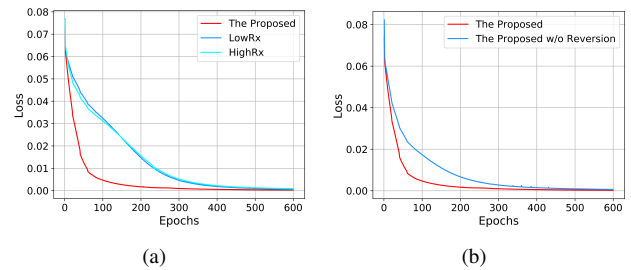 0.08
0.07
0.06
0.05
0.04
0.03
0.02
0.01
0.00
Loss
The Proposed
LowRx
HighRx
0 100 200 300 400 500 600
Epochs
(a)
0.08
0.06
0.04
0.02
0.00
Loss
The Proposed
The Proposed w/o Reversion
0 100 200 300 400 500 600
Epochs
(b)